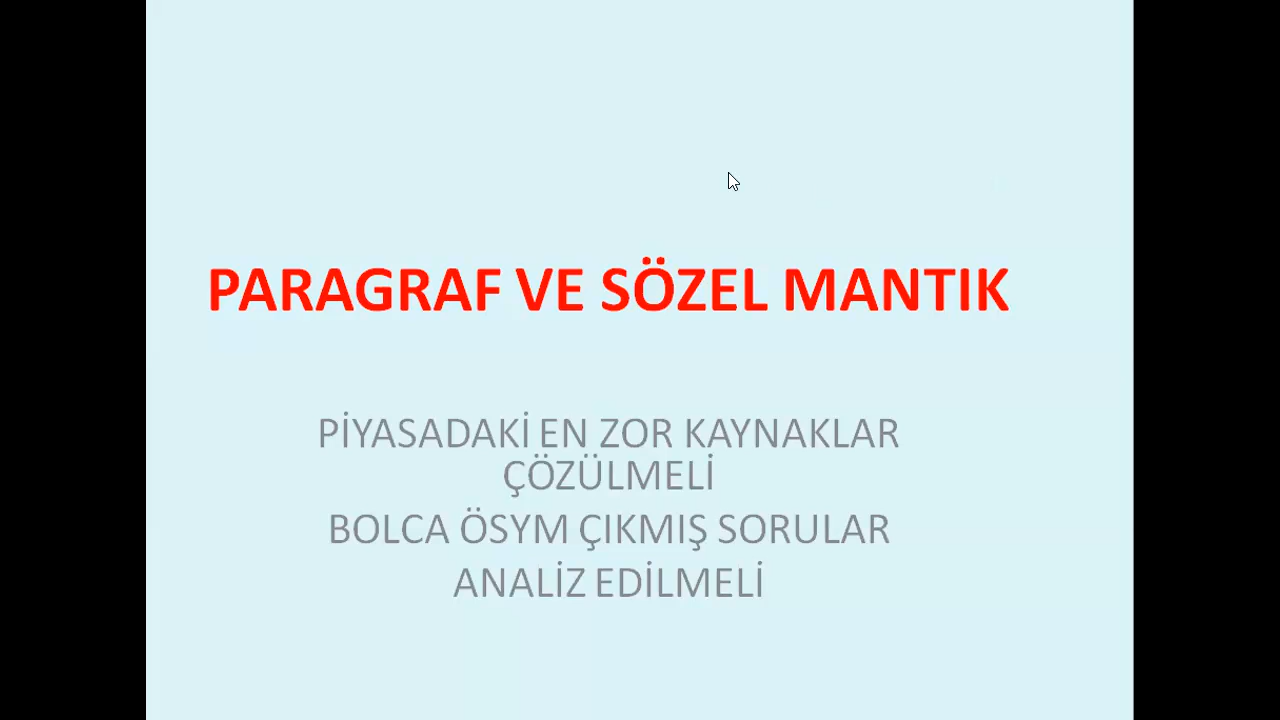 PARAGRAF VE SÖZEL MANTIK
PİYASADAKİ EN ZOR KAYNAKLAR
ÇÖZÜLMELİ
BOLCA ÖSYM ÇIKMIŞ SORULAR
ANALİZ EDİLMELİ